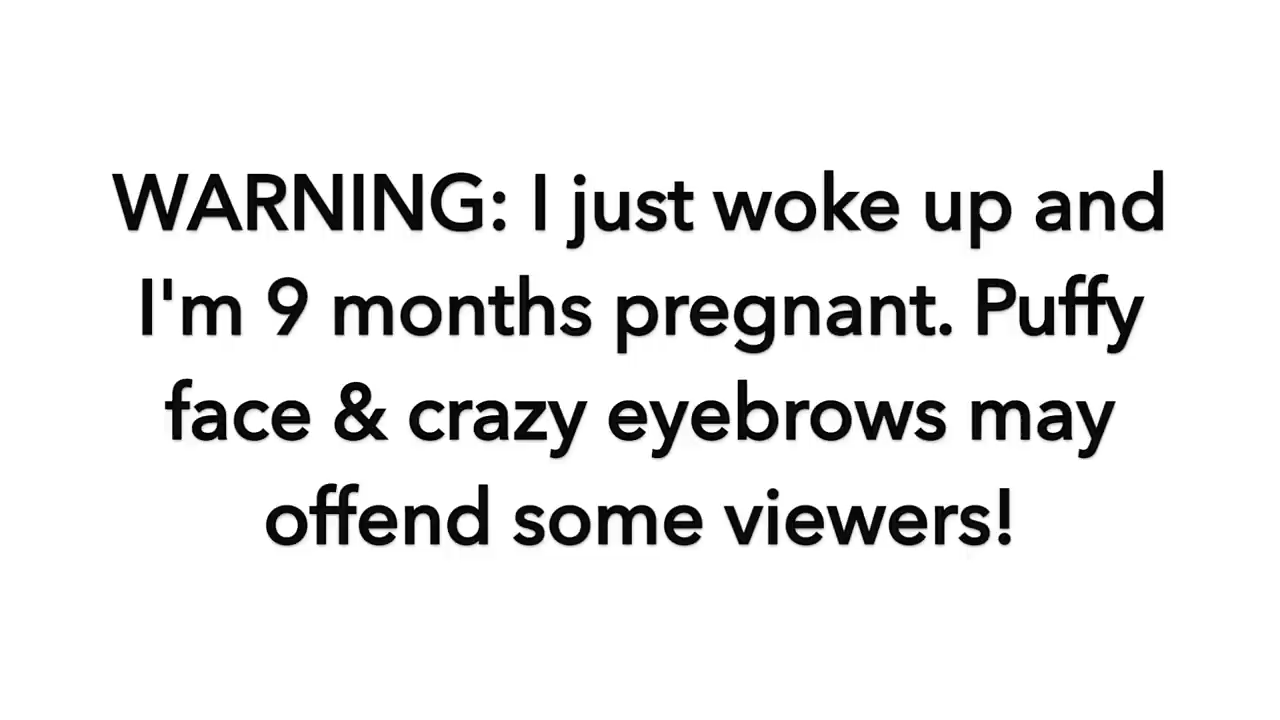 WARNING: I just woke up and
I'm 9 months pregnant. Puffy
face & crazy eyebrows may
offend some viewers!